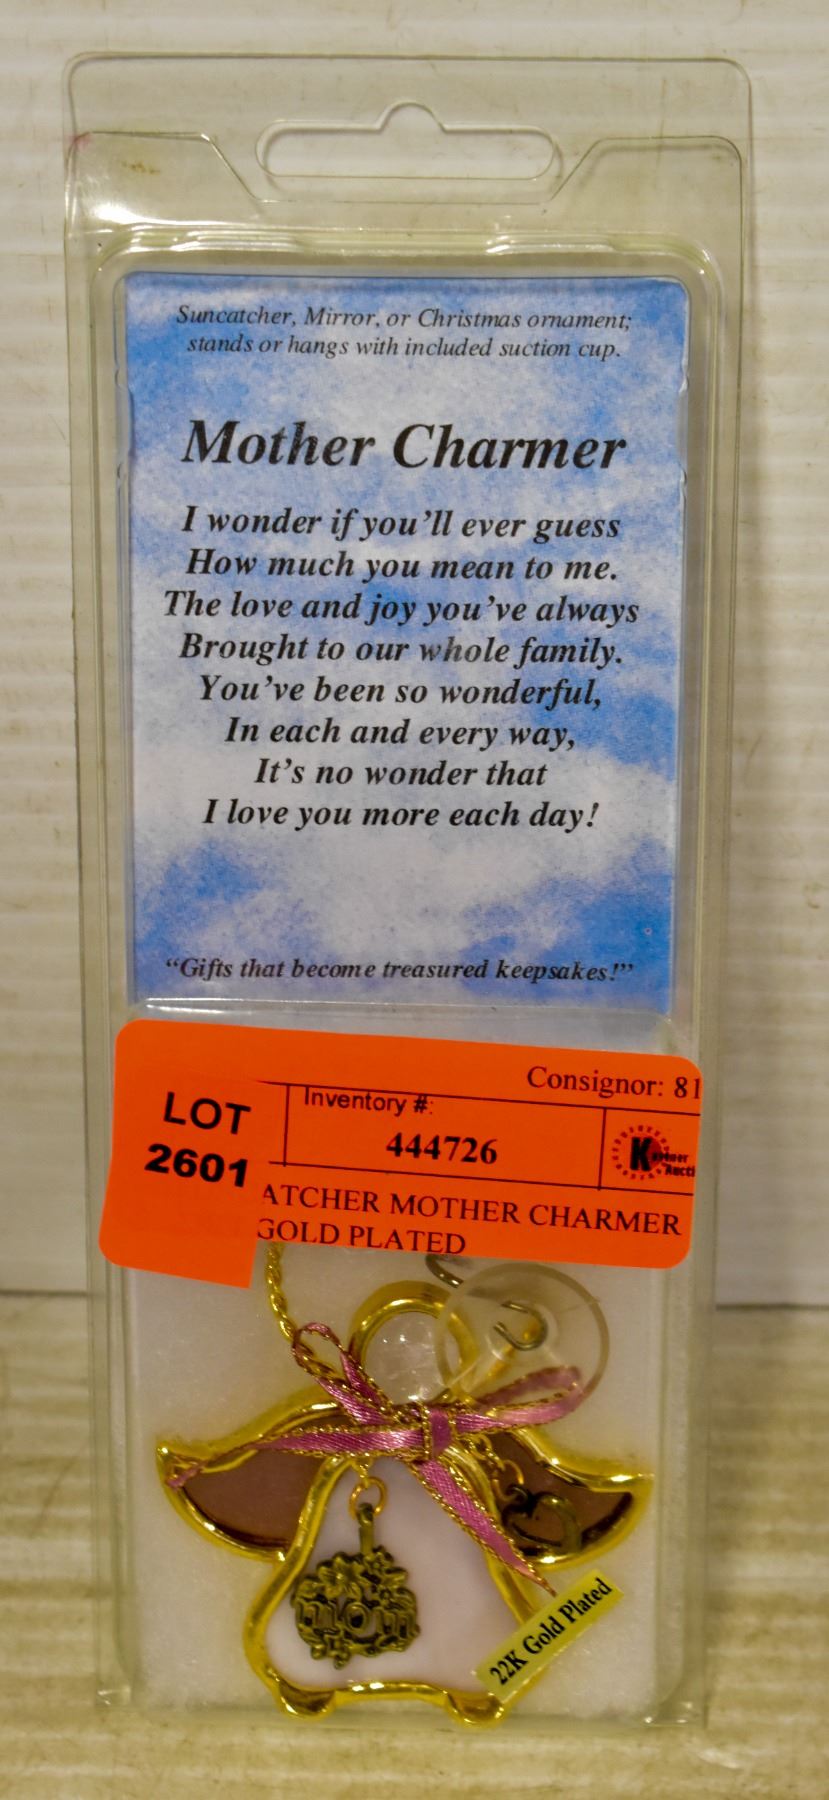 Suncatcher, Mirror, or Christmas ornament;
stands or hangs with included suction cup.
Mother Charmer
I wonder if you'll ever guess
How much you mean to me.
The love and joy you've always
Brought to our whole family.
You've been so wonderful,
In each and every way,
It's no wonder that
I love you more each day!
"Gifts that become treasured keepsakes!"
Consignor: 81
LOT
2601
Inventory #:
444726
ATCHER MOTHER CHARMER
GOLD PLATED
mom
22K Gold Plated